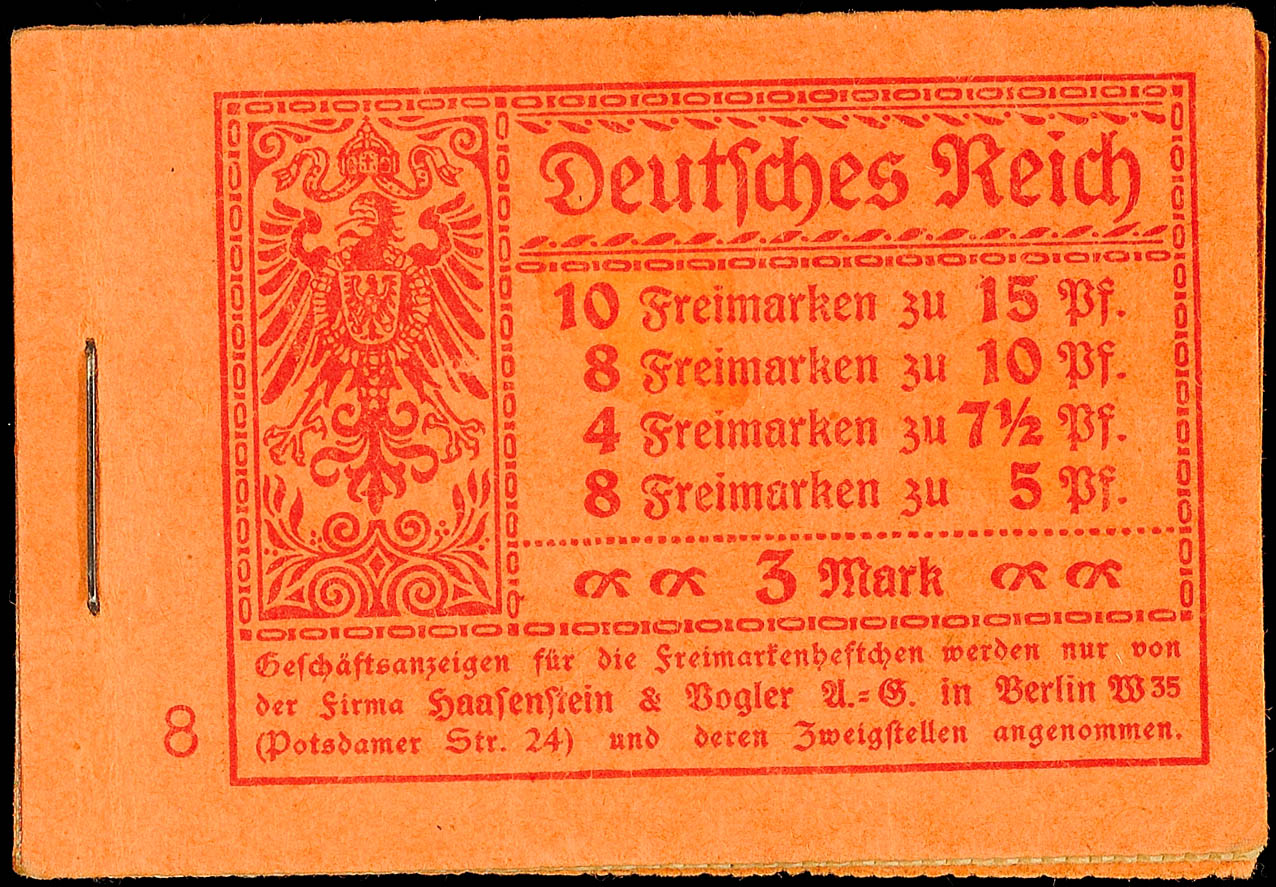 Deutſches Reich
10 Freimarken zu 15 Pf.
8 Freimarken zu 10 Pf.
4 Freimarken zu 7½ Pf.
8 Freimarken zu 5 Pf.
3 Mark
Geſchäftsanzeigen für die Freimarkenheftchen werden nur von
der Firma Haaſenſtein & Vogler A.=G. in Berlin W 35
(Potsdamer Str. 24) und deren Zweigſtellen angenommen.
8